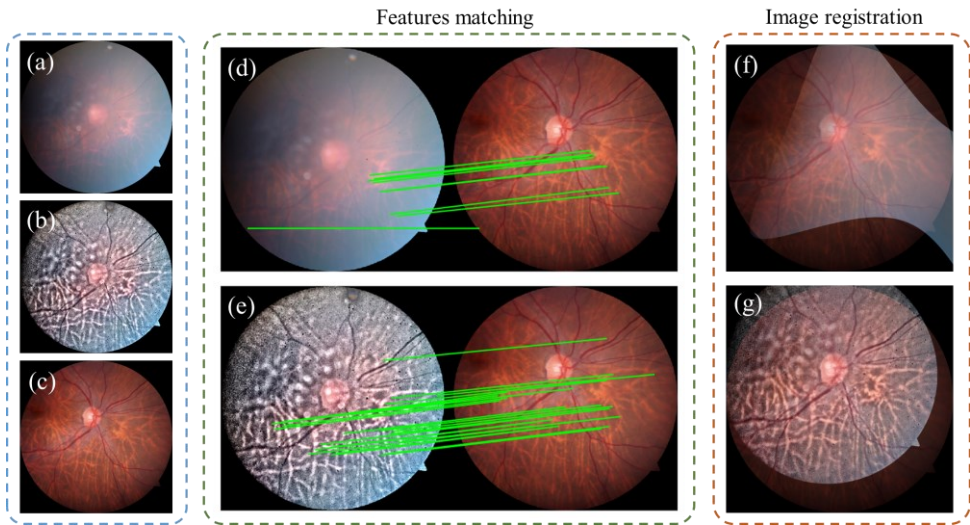 Features matching
Image registration
(a)
(b)
(c)
(d)
(e)
(f)
(g)